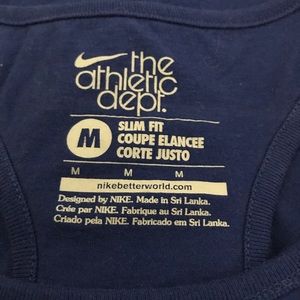 the
athletic
dept.
M
SLIM FIT
COUPE ELANCEE
CORTE JUSTO
M M M
nikebetterworld.com
Designed by NIKE. Made in Sri Lanka.
Crée par NIKE. Fabrique au Sri Lanka.
Criado pela NIKE. Fabricado em Sri Lanka.